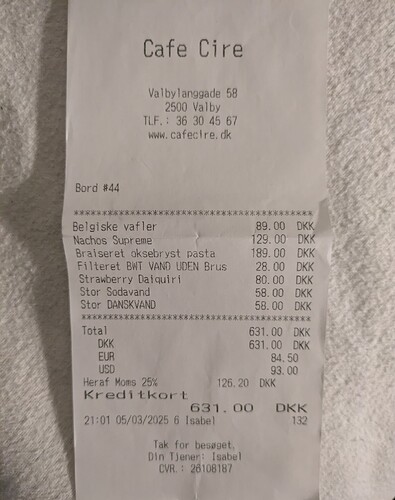 Cafe Cire
Valbylanggade 58
2500 Valby
TLF.: 36 30 45 67
www.cafecire.dk
Bord #44
********************************************
Belgiske vafler 89.00 DKK
Nachos Supreme 129.00 DKK
Braiseret oksebryst pasta 189.00 DKK
Filteret BWT VAND UDEN Brus 28.00 DKK
Strawberry Daiquiri 80.00 DKK
Stor Sodavand 58.00 DKK
Stor DANSKVAND 58.00 DKK
********************************************
Total 631.00 DKK
DKK 631.00 DKK
EUR 84.50
USD 93.00
Heraf Moms 25% 126.20 DKK
Kreditkort
631.00 DKK
21:01 05/03/2025 6 Isabel 132
Tak for besøget.
Din Tjener: Isabel
CVR.: 26108187